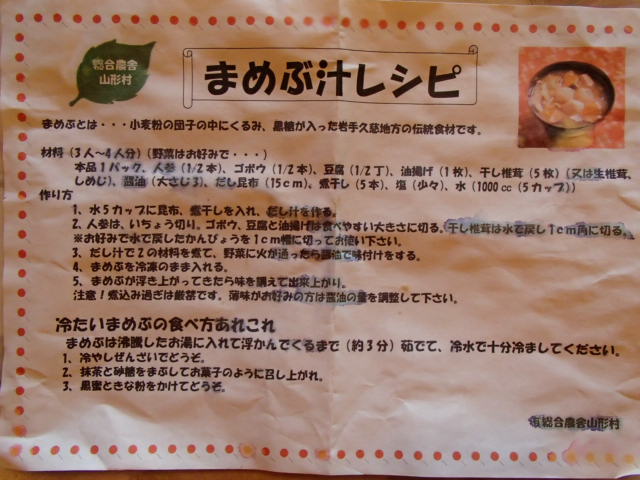 総合農舎
山形村
まめぶ汁レシピ
まめぶとは・・・小麦粉の団子の中にくるみ、黒糖が入った岩手久慈地方の伝統食材です。
材料（3人～4人分）（野菜はお好みで・・・）
本品1パック、人参（1/2本）、ゴボウ（1/2本）、豆腐（1/2丁）、油揚げ（1枚）、干し椎茸（5枚）（又は生椎茸、
しめじ）、醤油（大さじ3）、だし昆布（15cm）、煮干し（5本）、塩（少々）、水（1000cc（5カップ））
作り方
1、水5カップに昆布、煮干しを入れ、だし汁を作る。
2、人参は、いちょう切り、ゴボウ、豆腐と油揚げは食べやすい大きさに切る。干し椎茸は水で戻し1cm角に切る。
※お好みで水で戻したかんぴょうを1cm幅に切ってお使い下さい。
3、だし汁で2の材料を煮て、野菜に火が通ったら醤油で味付けをする。
4、まめぶを冷凍のまま入れる。
5、まめぶが浮き上がってきたら味を調えて出来上がり。
注意！煮込み過ぎは厳禁です。薄味がお好みの方は醤油の量を調整して下さい。
冷たいまめぶの食べ方あれこれ
まめぶは沸騰したお湯に入れて浮かんでくるまで（約3分）茹でて、冷水で十分冷ましてください。
1、冷やしぜんざいでどうぞ。
2、抹茶と砂糖をまぶしてお菓子のように召し上がれ。
3、黒蜜ときな粉をかけてどうぞ。
総合農舎山形村